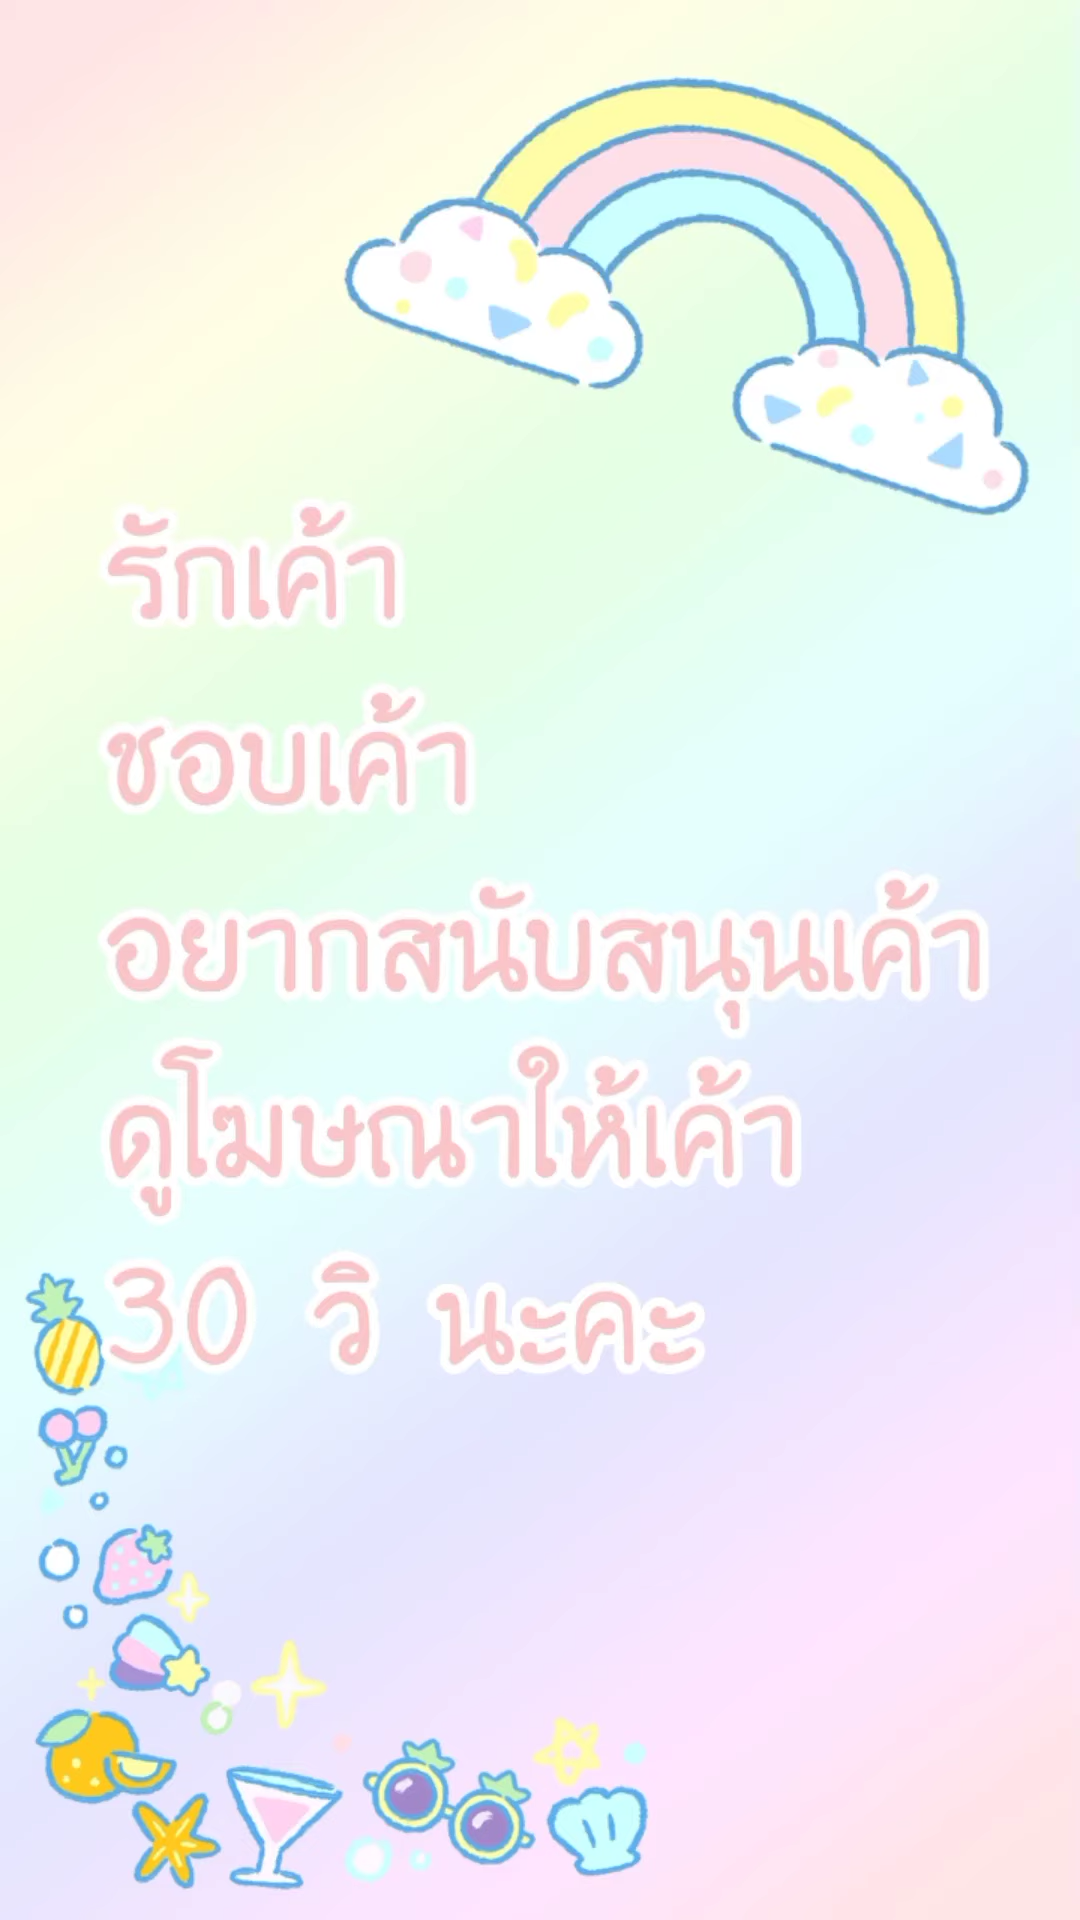 รักเค้า
ชอบเค้า
อยากสนับสนุนเค้า
ดูโฆษณาให้เค้า
30 วิ นะคะ